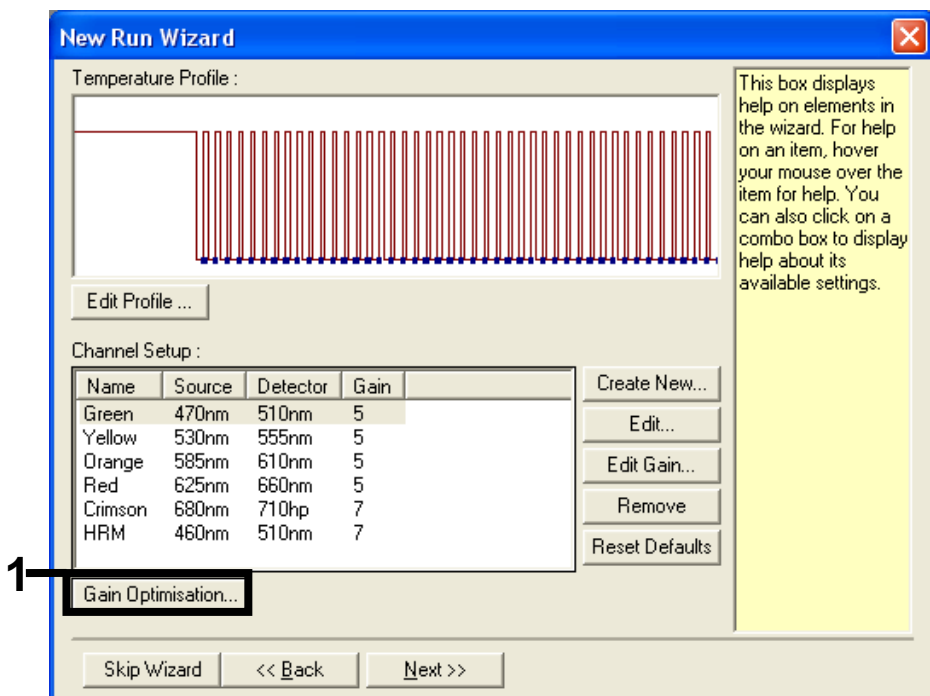 New Run Wizard
Temperature Profile :
This box displays
help on elements in
the wizard. For help
on an item, hover
your mouse over the
item for help. You
can also click on a
combo box to display
help about its
available settings.
Edit Profile ...
Channel Setup :
Name Source Detector Gain
Green 470nm 510nm 5
Yellow 530nm 555nm 5
Orange 585nm 610nm 5
Red 625nm 660nm 5
Crimson 680nm 710hp 7
HRM 460nm 510nm 7
Create New...
Edit...
Edit Gain...
Remove
Reset Defaults
1
Gain Optimisation...
Skip Wizard << Back Next >>